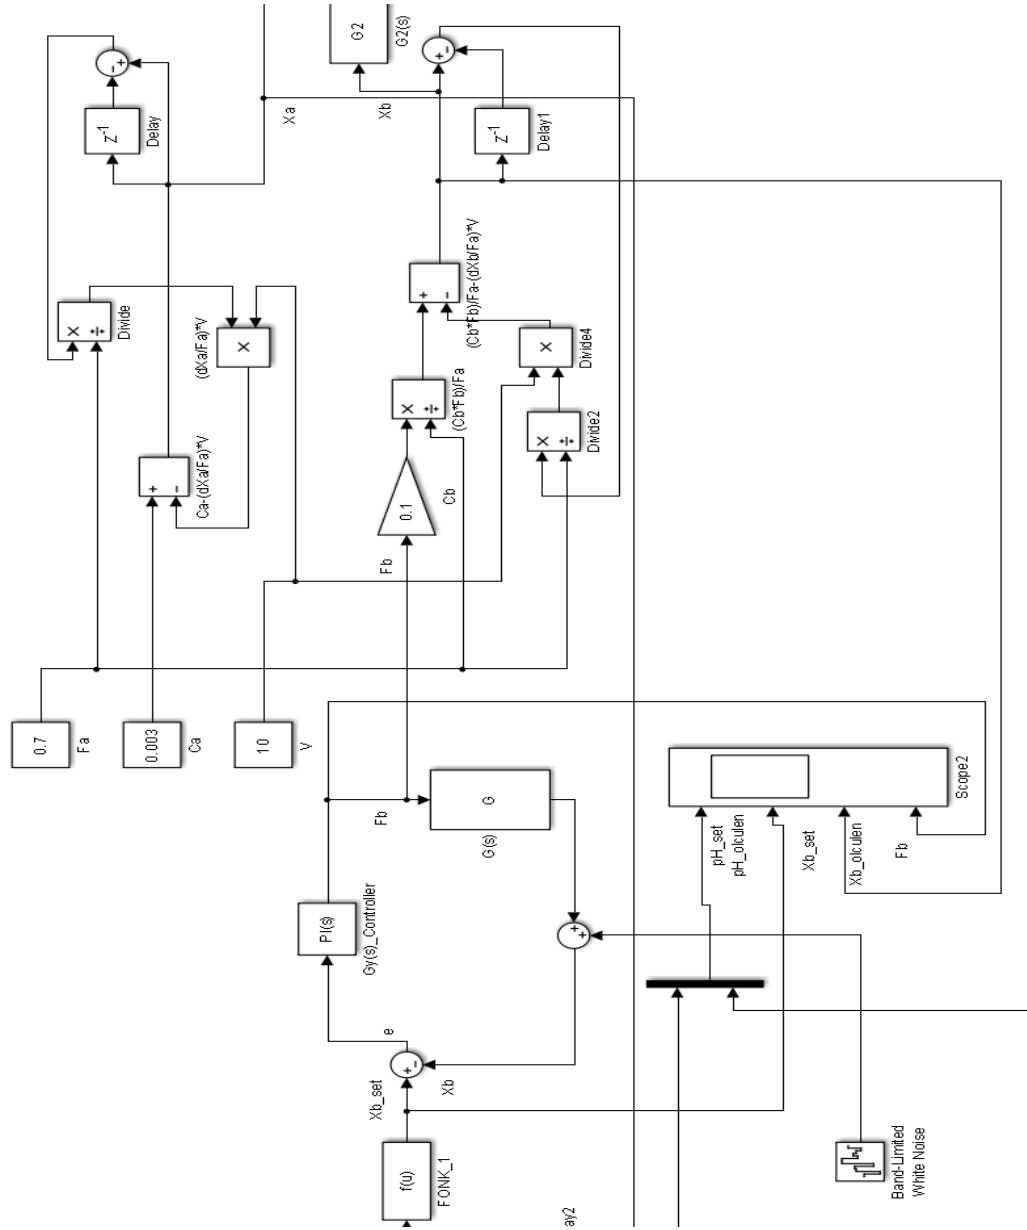 G2
G2(s)
+
-
-
+
Z-1
Delay
Xa
Xb
Z-1
Delay1
X
÷
Divide
X
(dXa/Fa)*V
+
-
(Cb*Fb)/Fa-(dXb/Fa)*V
X
Divide4
X
÷
(Cb*Fb)/Fa
X
÷
Divide2
+
-
Ca-(dXa/Fa)*V
0.1
Cb
Fb
0.7
Fa
0.003
Ca
10
V
Fb
G
G(s)
Scope2
pH_set
pH_olculen
Xb_set
Xb_olculen
Fb
PI(s)
Gy(s)_Controller
+
+
e
+
-
Xb_set
Xb
f(u)
FONK_1
Band-Limited
White Noise
ay2